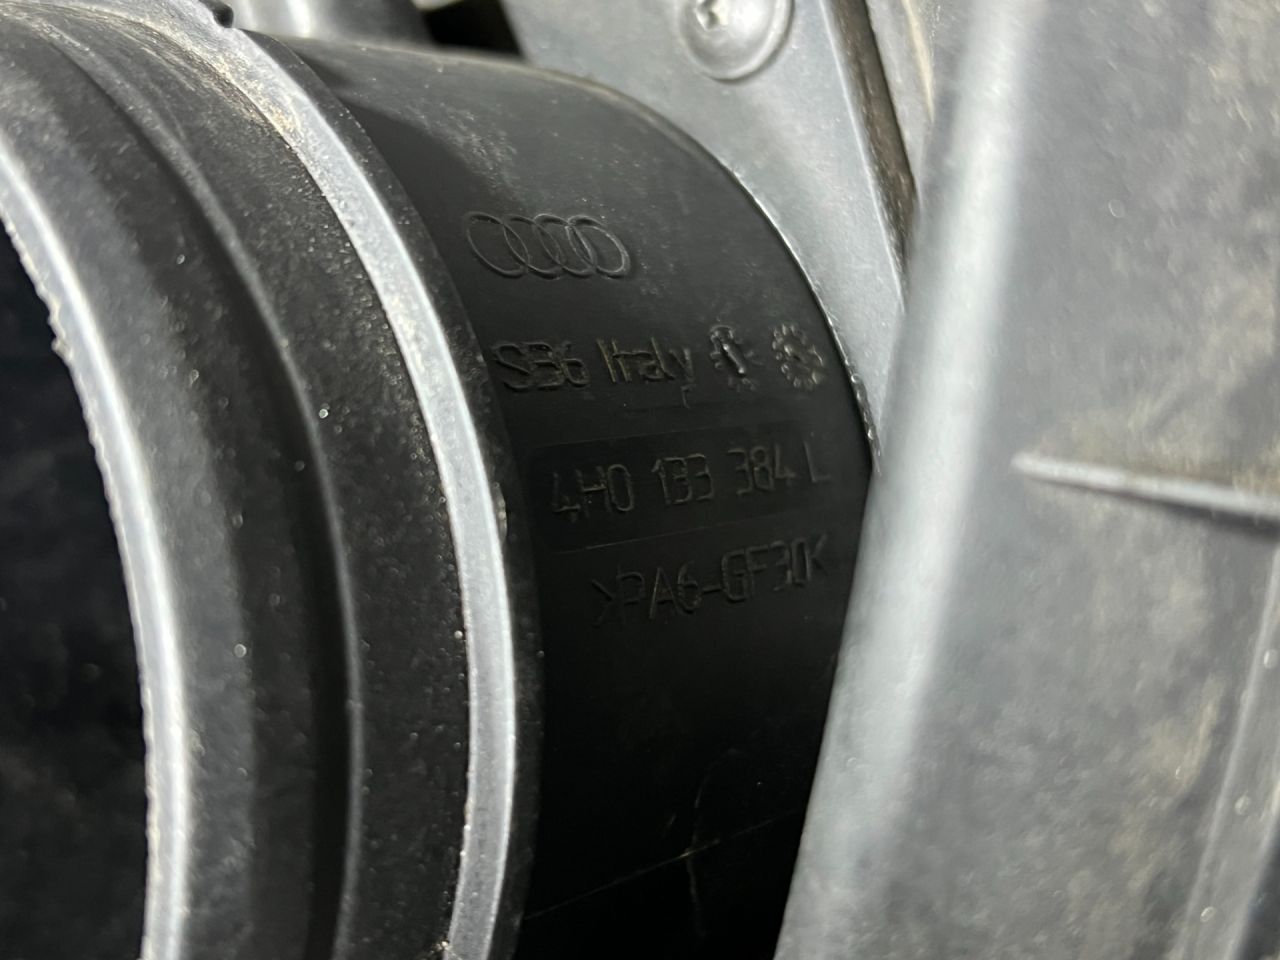 SB6 Italy
4H0 133 384 L
>PA6-GF30<